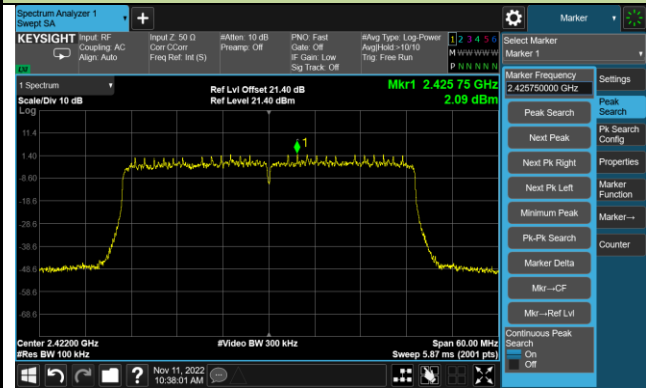 Spectrum Analyzer 1
Swept SA
+
Marker
KEYSIGHT
Input: RF
Coupling: AC
Align: Auto
Input Z: 50 Ω
Corr CCorr
Freq Ref: Int (S)
#Atten: 10 dB
Preamp: Off
PNO: Fast
Gate: Off
IF Gain: Low
Sig Track: Off
#Avg Type: Log-Power
Avg|Hold:>10/10
Trig: Free Run
1 2 3 4 5 6
M W W W W W
P N N N N N
Select Marker
Marker 1
1 Spectrum
Scale/Div 10 dB
Log
Ref Lvl Offset 21.40 dB
Ref Level 21.40 dBm
Mkr1 2.425 75 GHz
2.09 dBm
11.4
1.40
-8.60
-18.6
-28.6
-38.6
-48.6
-58.6
-68.6
1
Center 2.42200 GHz
#Res BW 100 kHz
#Video BW 300 kHz
Span 60.00 MHz
Sweep 5.87 ms (2001 pts)
Marker Frequency
2.425750000 GHz
Peak Search
Next Peak
Next Pk Right
Next Pk Left
Minimum Peak
Pk-Pk Search
Marker Delta
Mkr→CF
Mkr→Ref Lvl
Continuous Peak
Search
On
Off
Settings
Peak
Search
Pk Search
Config
Properties
Marker
Function
Marker→
Counter
?
Nov 11, 2022
10:38:01 AM